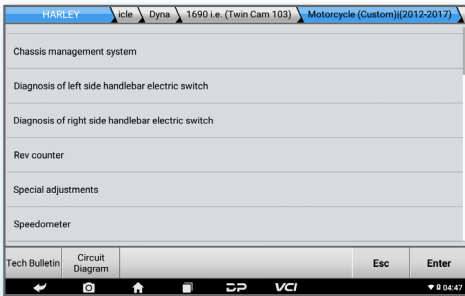 HARLEY icle Dyna 1690 i.e. (Twin Cam 103) Motorcycle (Custom)|(2012-2017)
Chassis management system
Diagnosis of left side handlebar electric switch
Diagnosis of right side handlebar electric switch
Rev counter
Special adjustments
Speedometer
Tech Bulletin Circuit Diagram Esc Enter
DP VCI 04:47